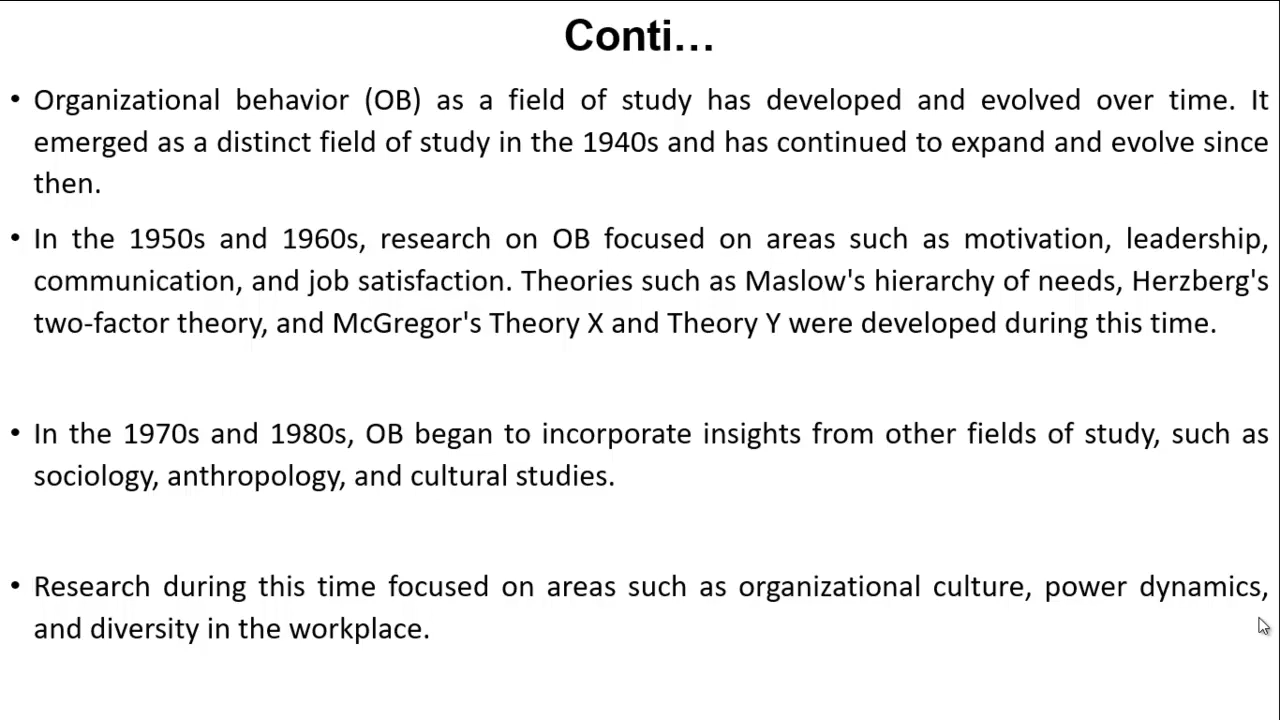 Conti...
• Organizational behavior (OB) as a field of study has developed and evolved over time. It
emerged as a distinct field of study in the 1940s and has continued to expand and evolve since
then.
• In the 1950s and 1960s, research on OB focused on areas such as motivation, leadership,
communication, and job satisfaction. Theories such as Maslow's hierarchy of needs, Herzberg's
two-factor theory, and McGregor's Theory X and Theory Y were developed during this time.
• In the 1970s and 1980s, OB began to incorporate insights from other fields of study, such as
sociology, anthropology, and cultural studies.
• Research during this time focused on areas such as organizational culture, power dynamics,
and diversity in the workplace.